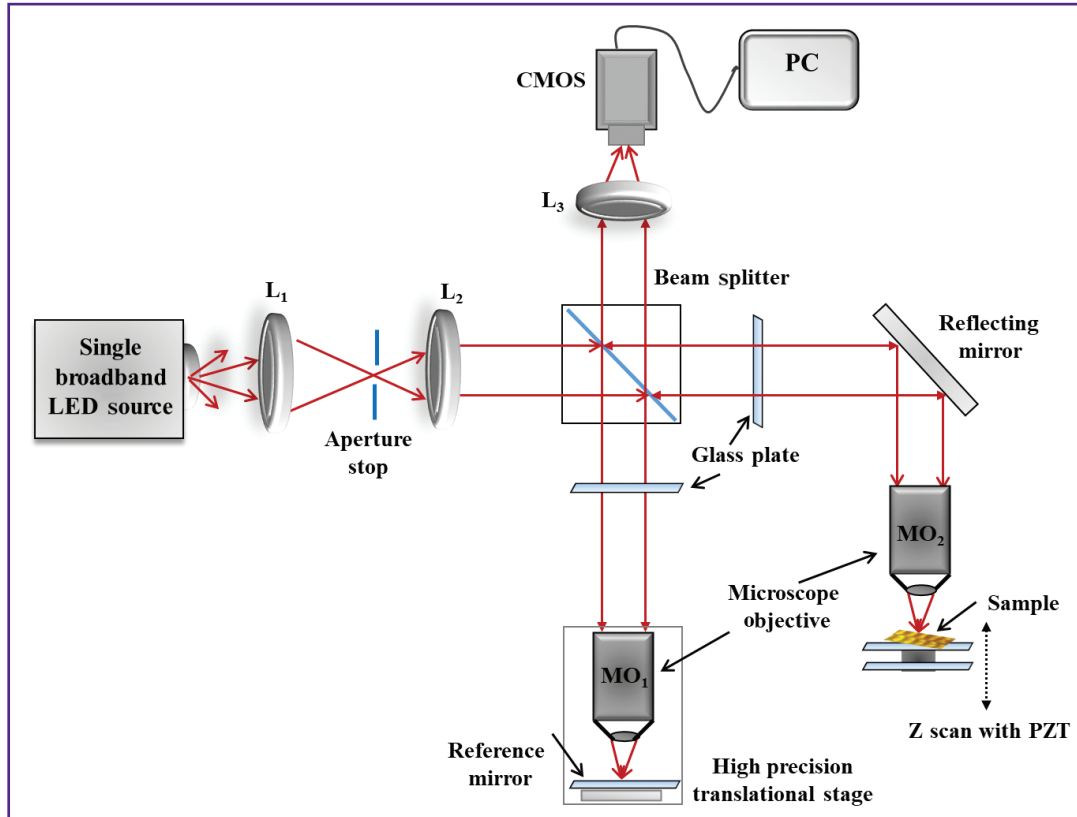 PC
CMOS
L3
Beam splitter
L1
L2
Reflecting
mirror
Single
broadband
LED source
Aperture
stop
Glass plate
MO2
Microscope
objective
Sample
MO1
Z scan with PZT
Reference
mirror
High precision
translational stage